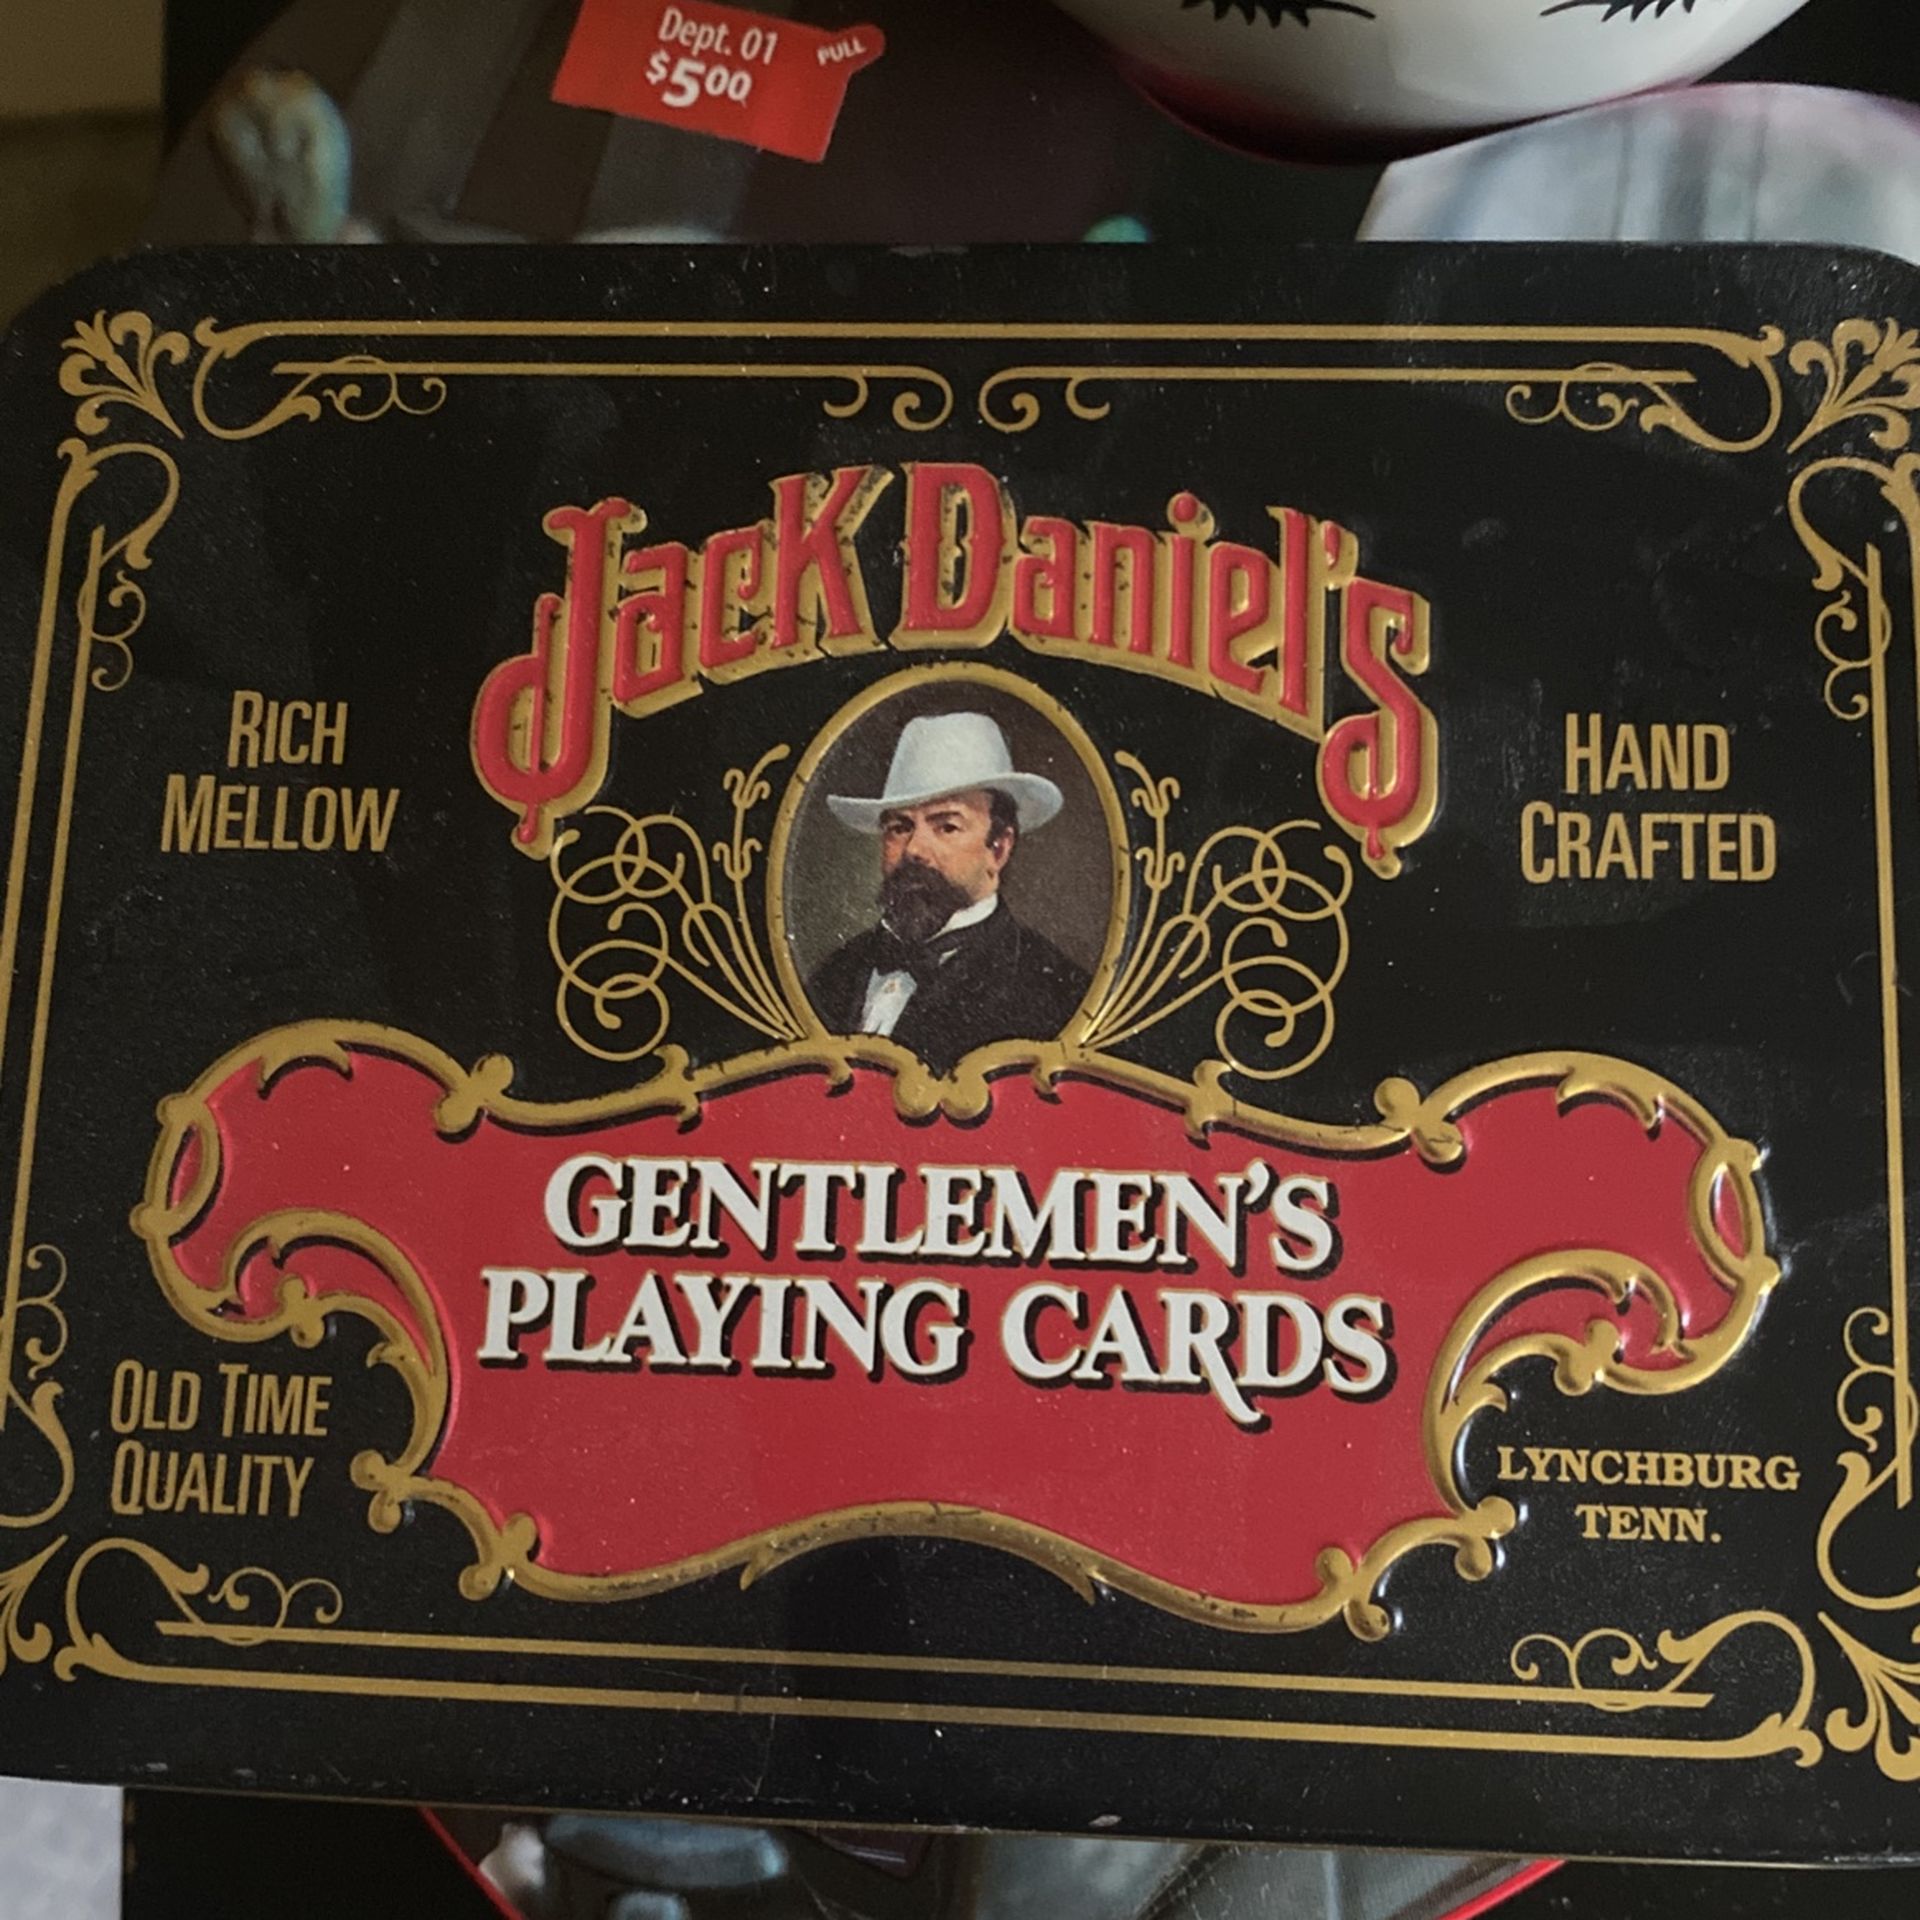 Dept. 01
PULL
$5.00
JACK DANIEL'S
RICH
MELLOW
HAND
CRAFTED
GENTLEMEN'S
PLAYING CARDS
OLD TIME
QUALITY
LYNCHBURG
TENN.